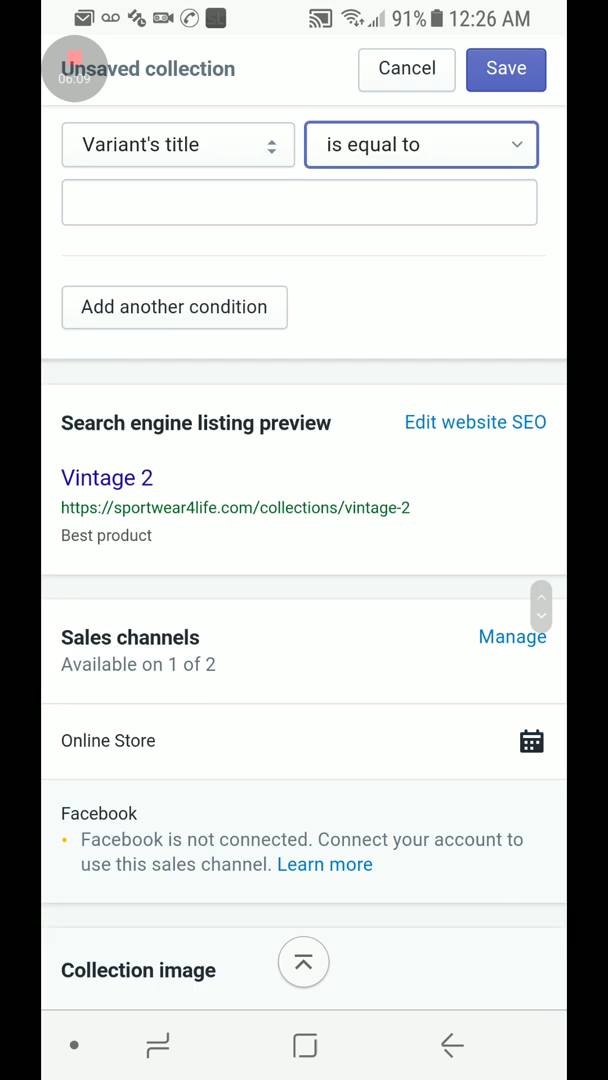 91% 12:26 AM
Unsaved collection
06:09
Cancel
Save
Variant's title
is equal to
Add another condition
Search engine listing preview
Edit website SEO
Vintage 2
https://sportwear4life.com/collections/vintage-2
Best product
Sales channels
Manage
Available on 1 of 2
Online Store
Facebook
• Facebook is not connected. Connect your account to
use this sales channel. Learn more
Collection image